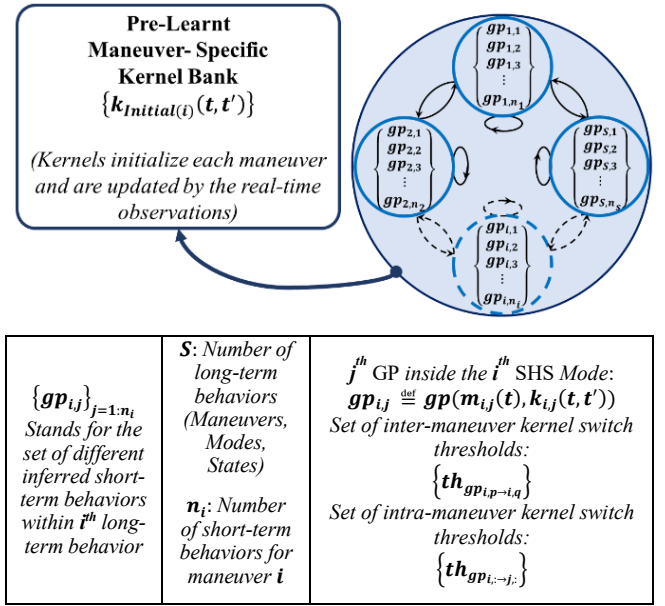 Pre-Learnt
Maneuver- Specific
Kernel Bank
{k_Initial(i)(t, t′)}
(Kernels initialize each maneuver
and are updated by the real-time
observations)
gp_1,1
gp_1,2
gp_1,3
⋮
gp_1,n_1
gp_2,1
gp_2,2
gp_2,3
⋮
gp_2,n_2
gp_S,1
gp_S,2
gp_S,3
⋮
gp_S,n_s
gp_i,1
gp_i,2
gp_i,3
⋮
gp_i,n_i
{gp_i,j}_j=1:n_i
Stands for the
set of different
inferred short-
term behaviors
within i^th long-
term behavior
S: Number of
long-term
behaviors
(Maneuvers,
Modes,
States)
n_i: Number
of short-term
behaviors for
maneuver i
j^th GP inside the i^th SHS Mode:
gp_i,j ≝ gp(m_i,j(t), k_i,j(t, t′))
Set of inter-maneuver kernel switch
thresholds:
{th_gp_i,p→i,q}
Set of intra-maneuver kernel switch
thresholds:
{th_gp_i,:→j,:}